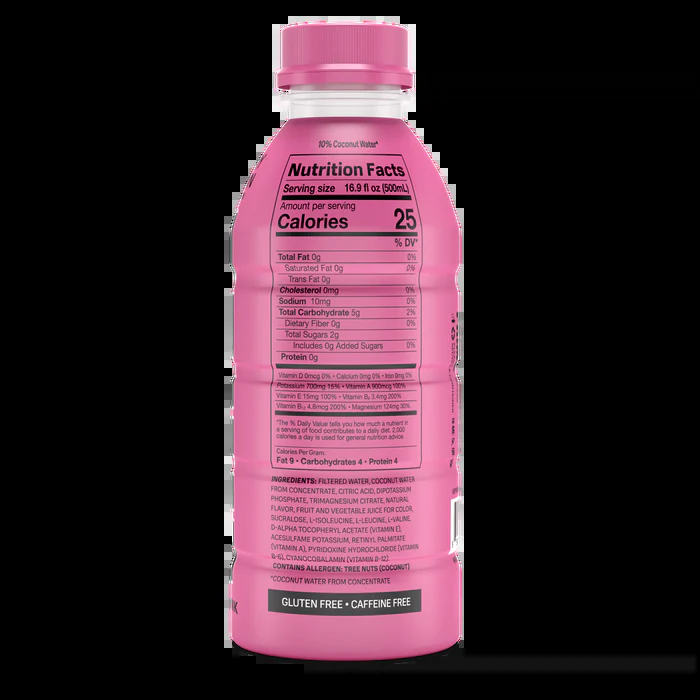 10% Coconut Water*
Nutrition Facts
Serving size 16.9 fl oz (500mL)
Amount per serving
Calories 25
% DV*
Total Fat 0g 0%
Saturated Fat 0g 0%
Trans Fat 0g
Cholesterol 0mg 0%
Sodium 10mg 0%
Total Carbohydrate 5g 2%
Dietary Fiber 0g 0%
Total Sugars 2g
Includes 0g Added Sugars 0%
Protein 0g
Vitamin D 0mcg 0% • Calcium 0mg 0% • Iron 0mg 0%
Potassium 700mg 15% • Vitamin A 900mcg 100%
Vitamin E 15mg 100% • Vitamin B₆ 3.4mg 200%
Vitamin B₁₂ 4.8mcg 200% • Magnesium 124mg 30%
*The % Daily Value tells you how much a nutrient in
a serving of food contributes to a daily diet. 2,000
calories a day is used for general nutrition advice.
Calories Per Gram:
Fat 9 • Carbohydrates 4 • Protein 4
INGREDIENTS: FILTERED WATER, COCONUT WATER
FROM CONCENTRATE, CITRIC ACID, DIPOTASSIUM
PHOSPHATE, TRIMAGNESIUM CITRATE, NATURAL
FLAVOR, FRUIT AND VEGETABLE JUICE FOR COLOR,
SUCRALOSE, L-ISOLEUCINE, L-LEUCINE, L-VALINE,
D-ALPHA TOCOPHERYL ACETATE (VITAMIN E),
ACESULFAME POTASSIUM, RETINYL PALMITATE
(VITAMIN A), PYRIDOXINE HYDROCHLORIDE (VITAMIN
B-6), CYANOCOBALAMIN (VITAMIN B-12).
CONTAINS ALLERGEN: TREE NUTS (COCONUT)
*COCONUT WATER FROM CONCENTRATE
GLUTEN FREE • CAFFEINE FREE